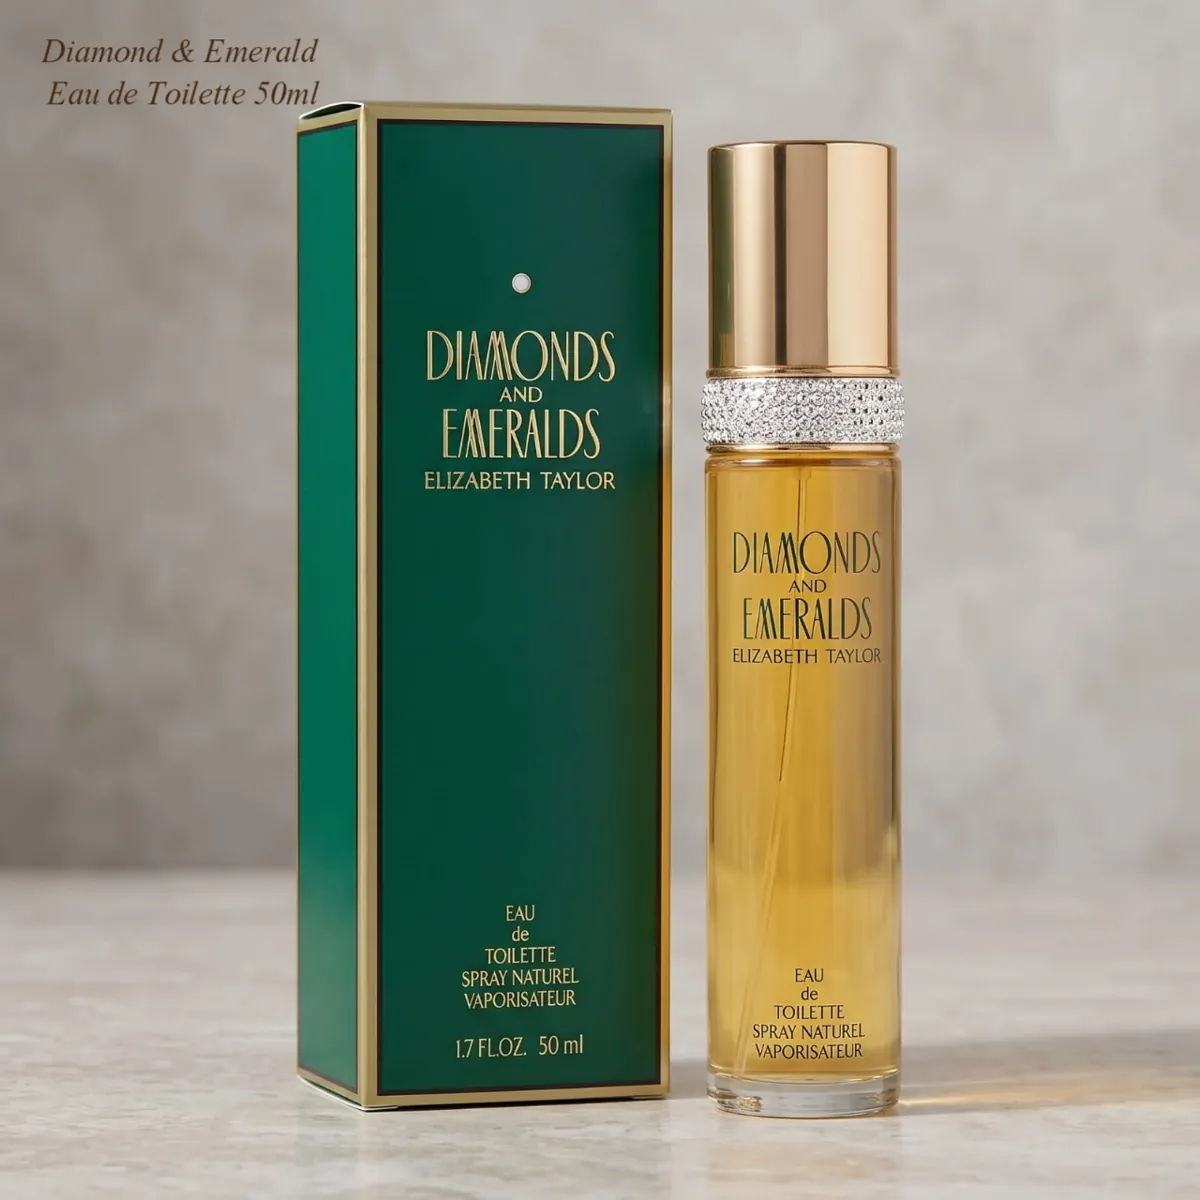 Diamond & Emerald
Eau de Toilette 50ml
DIAMONDS
AND
EMERALDS
ELIZABETH TAYLOR
EAU
de
TOILETTE
SPRAY NATUREL
VAPORISATEUR
1.7 FL.OZ. 50 ml
DIAMONDS
AND
EMERALDS
ELIZABETH TAYLOR
EAU
de
TOILETTE
SPRAY NATUREL
VAPORISATEUR